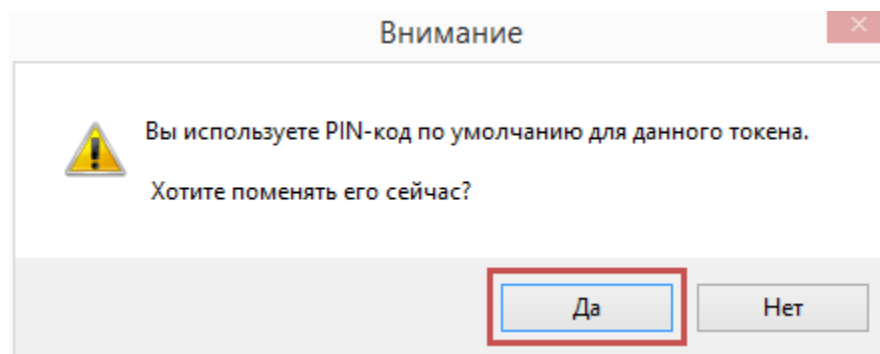 Внимание
Вы используете PIN-код по умолчанию для данного токена.
Хотите поменять его сейчас?
Да
Нет